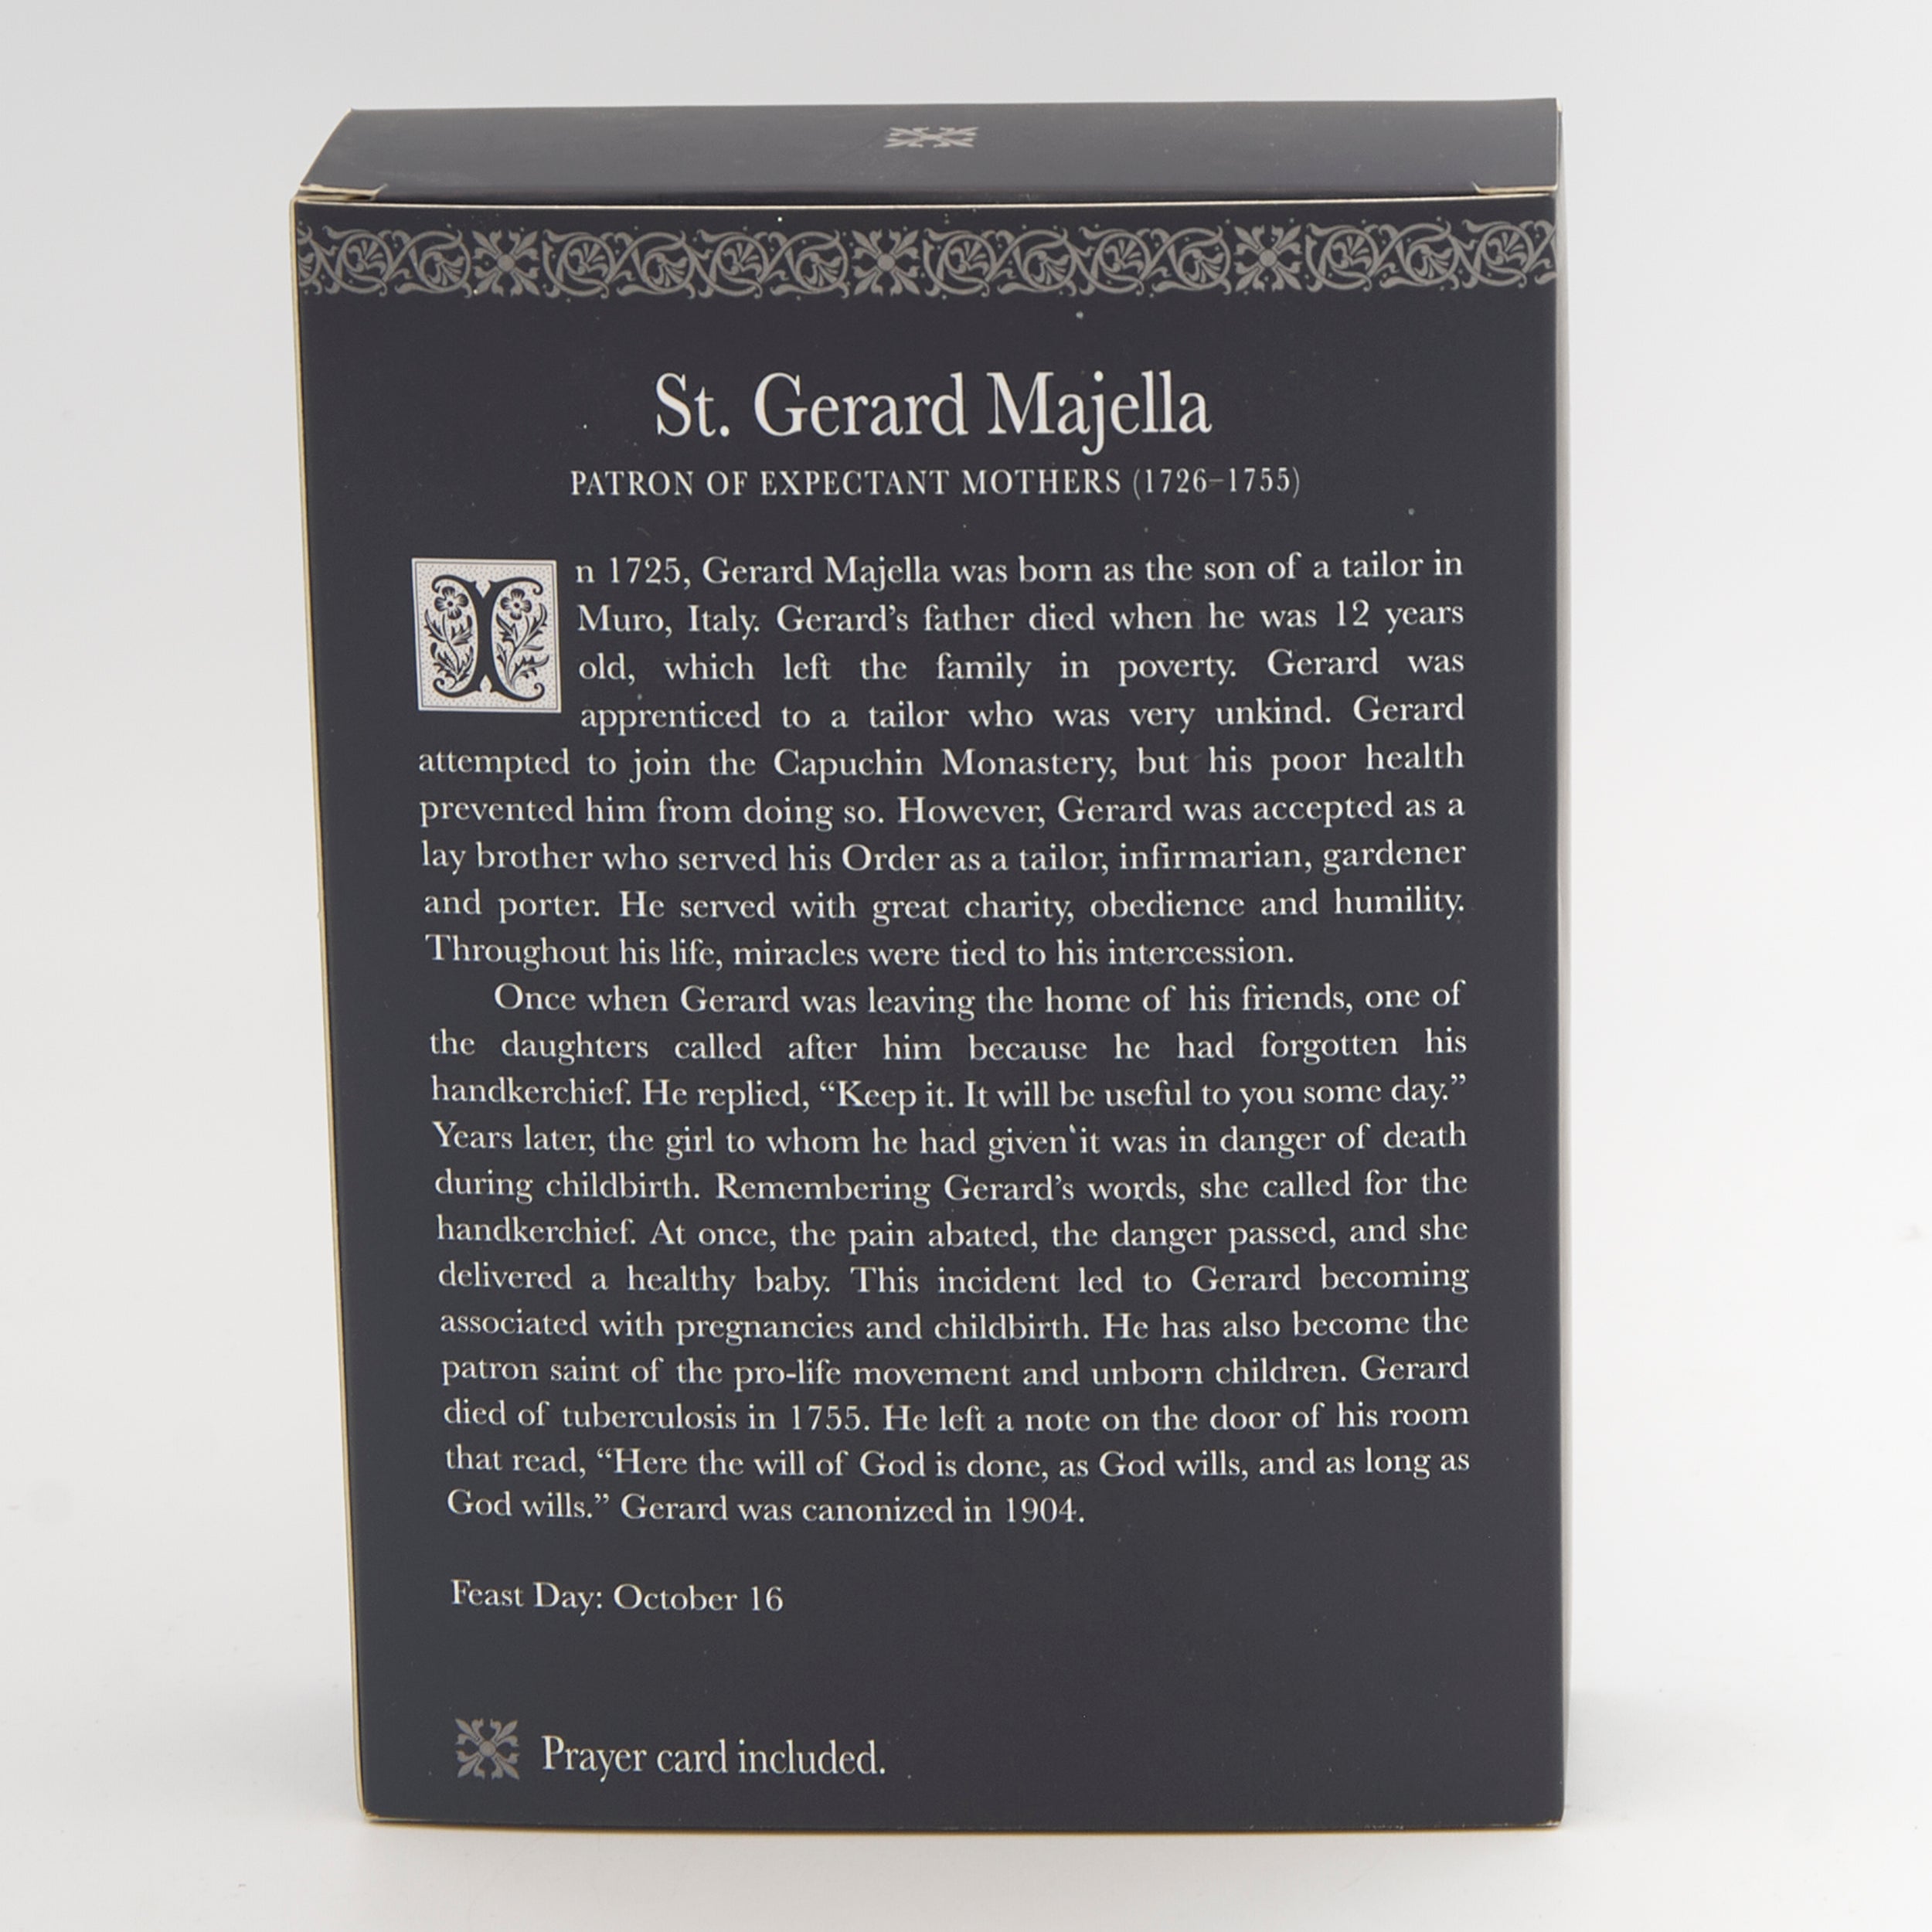 St. Gerard Majella
PATRON OF EXPECTANT MOTHERS (1726–1755)
In 1725, Gerard Majella was born as the son of a tailor in
Muro, Italy. Gerard's father died when he was 12 years
old, which left the family in poverty. Gerard was
apprenticed to a tailor who was very unkind. Gerard
attempted to join the Capuchin Monastery, but his poor health
prevented him from doing so. However, Gerard was accepted as a
lay brother who served his Order as a tailor, infirmarian, gardener
and porter. He served with great charity, obedience and humility.
Throughout his life, miracles were tied to his intercession.
Once when Gerard was leaving the home of his friends, one of
the daughters called after him because he had forgotten his
handkerchief. He replied, “Keep it. It will be useful to you some day.”
Years later, the girl to whom he had given it was in danger of death
during childbirth. Remembering Gerard's words, she called for the
handkerchief. At once, the pain abated, the danger passed, and she
delivered a healthy baby. This incident led to Gerard becoming
associated with pregnancies and childbirth. He has also become the
patron saint of the pro-life movement and unborn children. Gerard
died of tuberculosis in 1755. He left a note on the door of his room
that read, “Here the will of God is done, as God wills, and as long as
God wills.” Gerard was canonized in 1904.
Feast Day: October 16
Prayer card included.